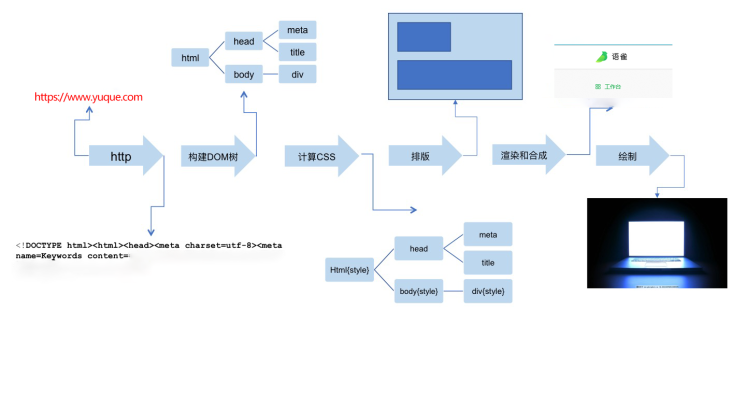 meta
head
html
title
body
div
语雀
工作台
https://www.yuque.com
http
构建DOM树
计算CSS
排版
渲染和合成
绘制
<!DOCTYPE html><html><head><meta charset=utf-8><meta
name=Keywords content=
meta
head
title
Html{style}
body{style}
div{style}